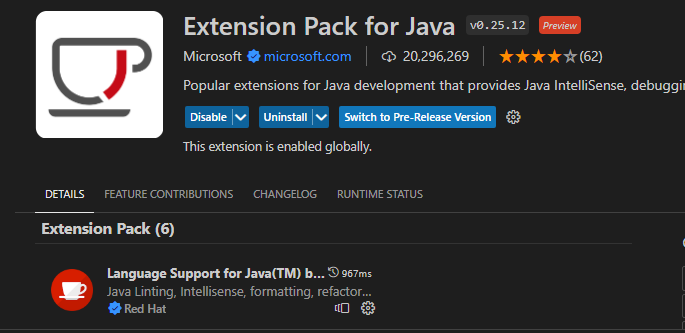 Extension Pack for Java v0.25.12 Preview
Microsoft microsoft.com 20,296,269 (62)
Popular extensions for Java development that provides Java IntelliSense, debuggin
Disable Uninstall Switch to Pre-Release Version
This extension is enabled globally.
DETAILS FEATURE CONTRIBUTIONS CHANGELOG RUNTIME STATUS
Extension Pack (6)
Language Support for Java(TM) b... 967ms
Java Linting, Intellisense, formatting, refactor...
Red Hat